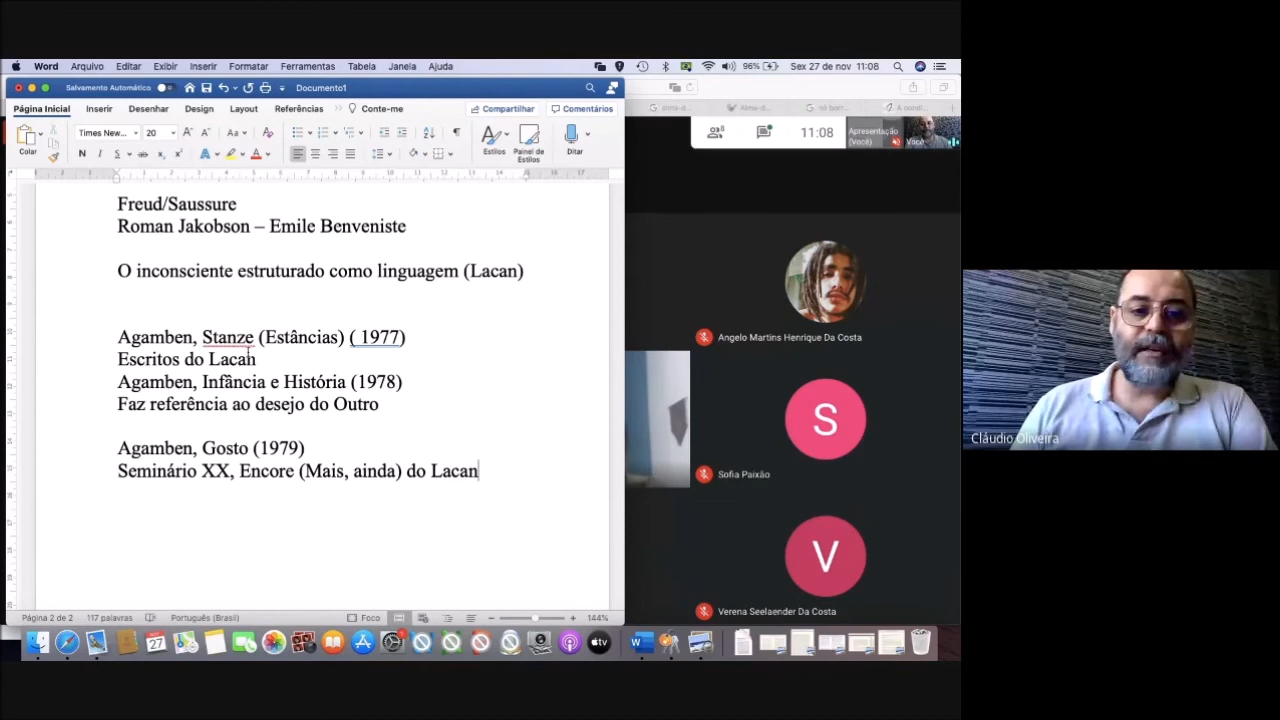 Word Arquivo Editar Exibir Inserir Formatar Ferramentas Tabela Janela Ajuda 96% Sex 27 de nov 11:08
Salvamento Automático Documento1
Página Inicial Inserir Desenhar Design Layout Referências Conte-me Compartilhar Comentários
Times New... 20
Colar N I S Estilos Painel de Estilos Ditar
11:08 Apresentação (Você) Você
Freud/Saussure
Roman Jakobson – Emile Benveniste
O inconsciente estruturado como linguagem (Lacan)
Agamben, Stanze (Estâncias) ( 1977)
Escritos do Lacan
Agamben, Infância e História (1978)
Faz referência ao desejo do Outro
Agamben, Gosto (1979)
Seminário XX, Encore (Mais, ainda) do Lacan
Angelo Martins Henrique Da Costa
S
Sofia Paixão
V
Verena Seelaender Da Costa
Cláudio Oliveira
Página 2 de 2 117 palavras Português (Brasil) Foco 144%
27
tv